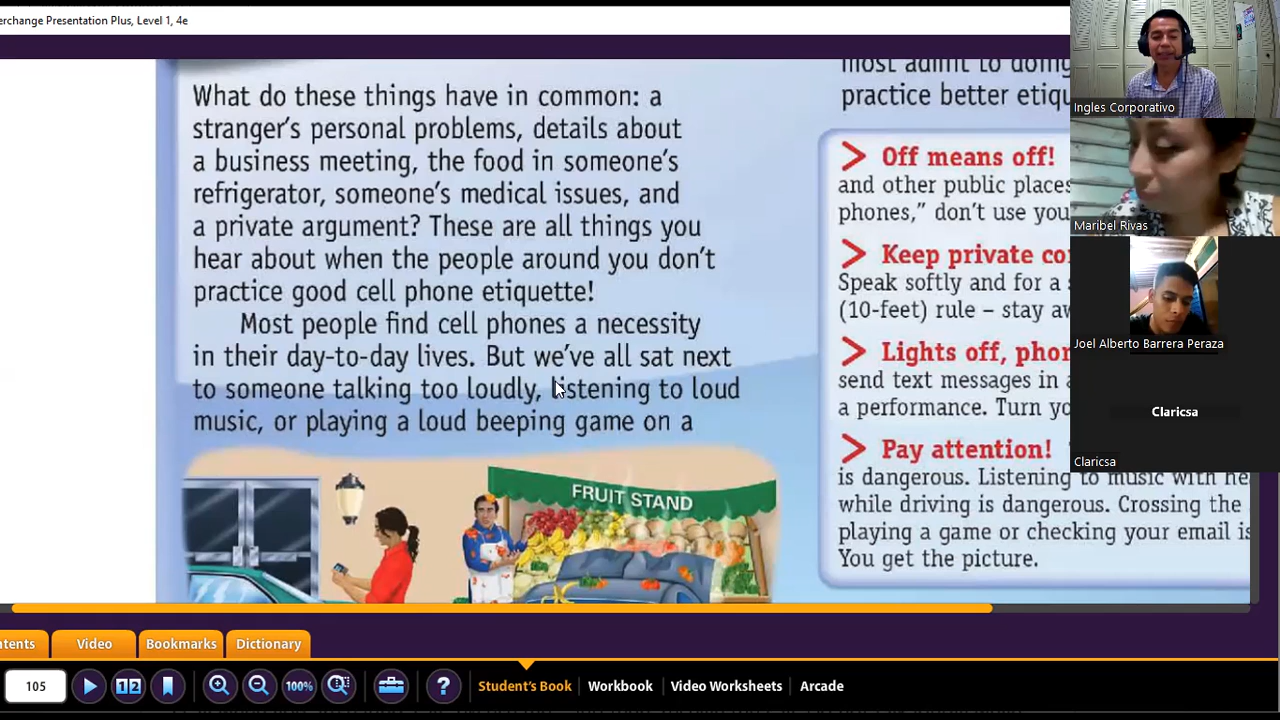 erchange Presentation Plus, Level 1, 4e
What do these things have in common: a
stranger's personal problems, details about
a business meeting, the food in someone's
refrigerator, someone's medical issues, and
a private argument? These are all things you
hear about when the people around you don't
practice good cell phone etiquette!
Most people find cell phones a necessity
in their day-to-day lives. But we've all sat next
to someone talking too loudly, listening to loud
music, or playing a loud beeping game on a
FRUIT STAND
most admit to doing
practice better etiqu
> Off means off!
and other public places
phones," don't use you
> Keep private co
Speak softly and for a s
(10-feet) rule – stay aw
> Lights off, phon
send text messages in a
a performance. Turn yo
> Pay attention!
is dangerous. Listening to music with he
while driving is dangerous. Crossing the
playing a game or checking your email is
You get the picture.
Ingles Corporativo
Maribel Rivas
Joel Alberto Barrera Peraza
Claricsa
Claricsa
ntents Video Bookmarks Dictionary
105 1 2 100% ? Student's Book Workbook Video Worksheets Arcade